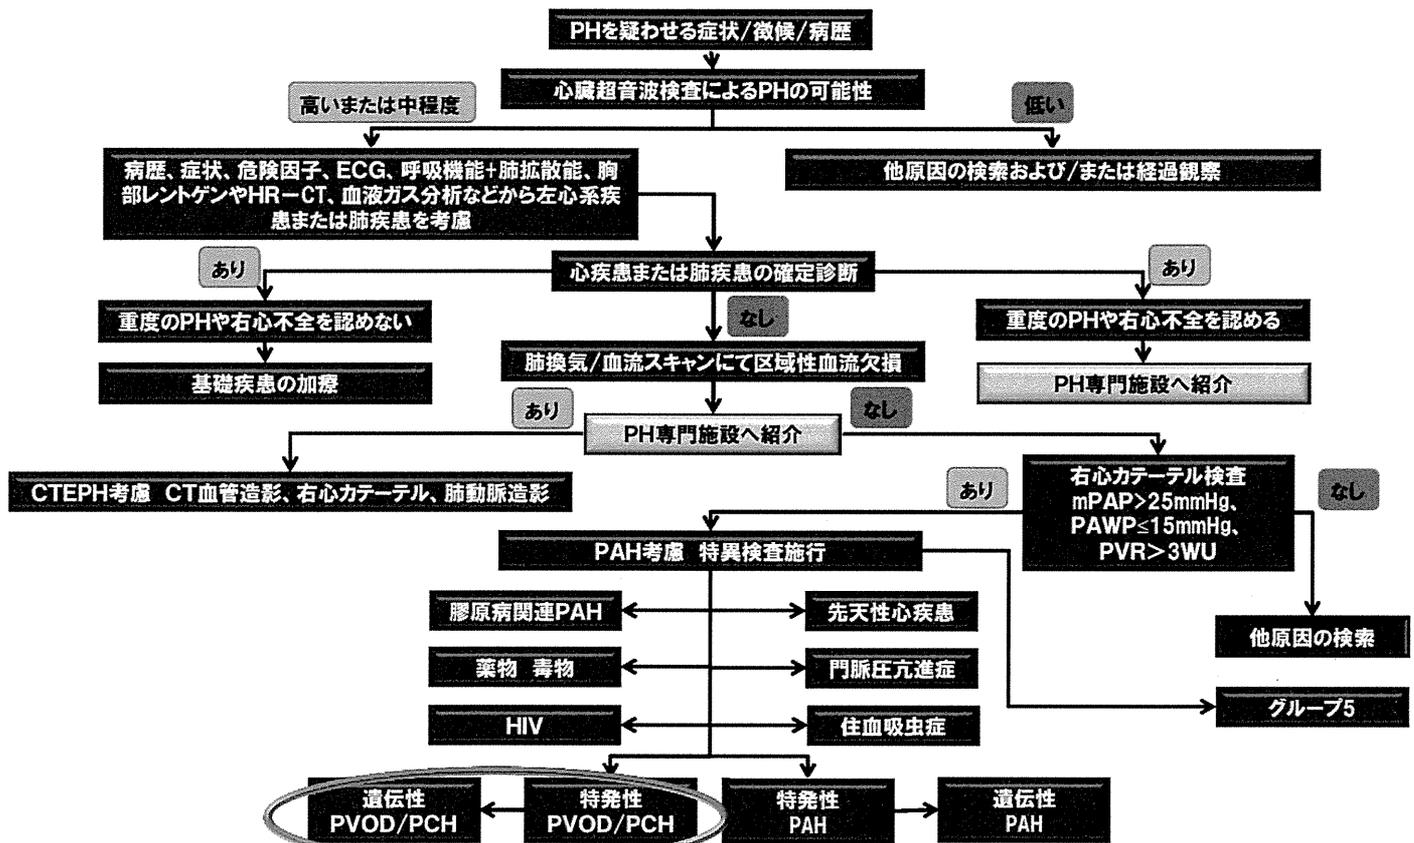 PHを疑わせる症状/徴候/病歴
心臓超音波検査によるPHの可能性
高いまたは中程度
低い
病歴、症状、危険因子、ECG、呼吸機能+肺拡散能、胸
部レントゲンやHR-CT、血液ガス分析などから左心系疾
患または肺疾患を考慮
他原因の検索および/または経過観察
あり
心疾患または肺疾患の確定診断
あり
重度のPHや右心不全を認めない
なし
重度のPHや右心不全を認める
基礎疾患の加療
肺換気/血流スキャンにて区域性血流欠損
PH専門施設へ紹介
あり
PH専門施設へ紹介
なし
CTEPH考慮 CT血管造影、右心カテーテル、肺動脈造影
あり
右心カテーテル検査
mPAP>25mmHg、
PAWP≤15mmHg、
PVR>3WU
なし
PAH考慮 特異検査施行
膠原病関連PAH
先天性心疾患
他原因の検索
薬物 毒物
門脈圧亢進症
グループ5
HIV
住血吸虫症
遺伝性
PVOD/PCH
特発性
PVOD/PCH
特発性
PAH
遺伝性
PAH